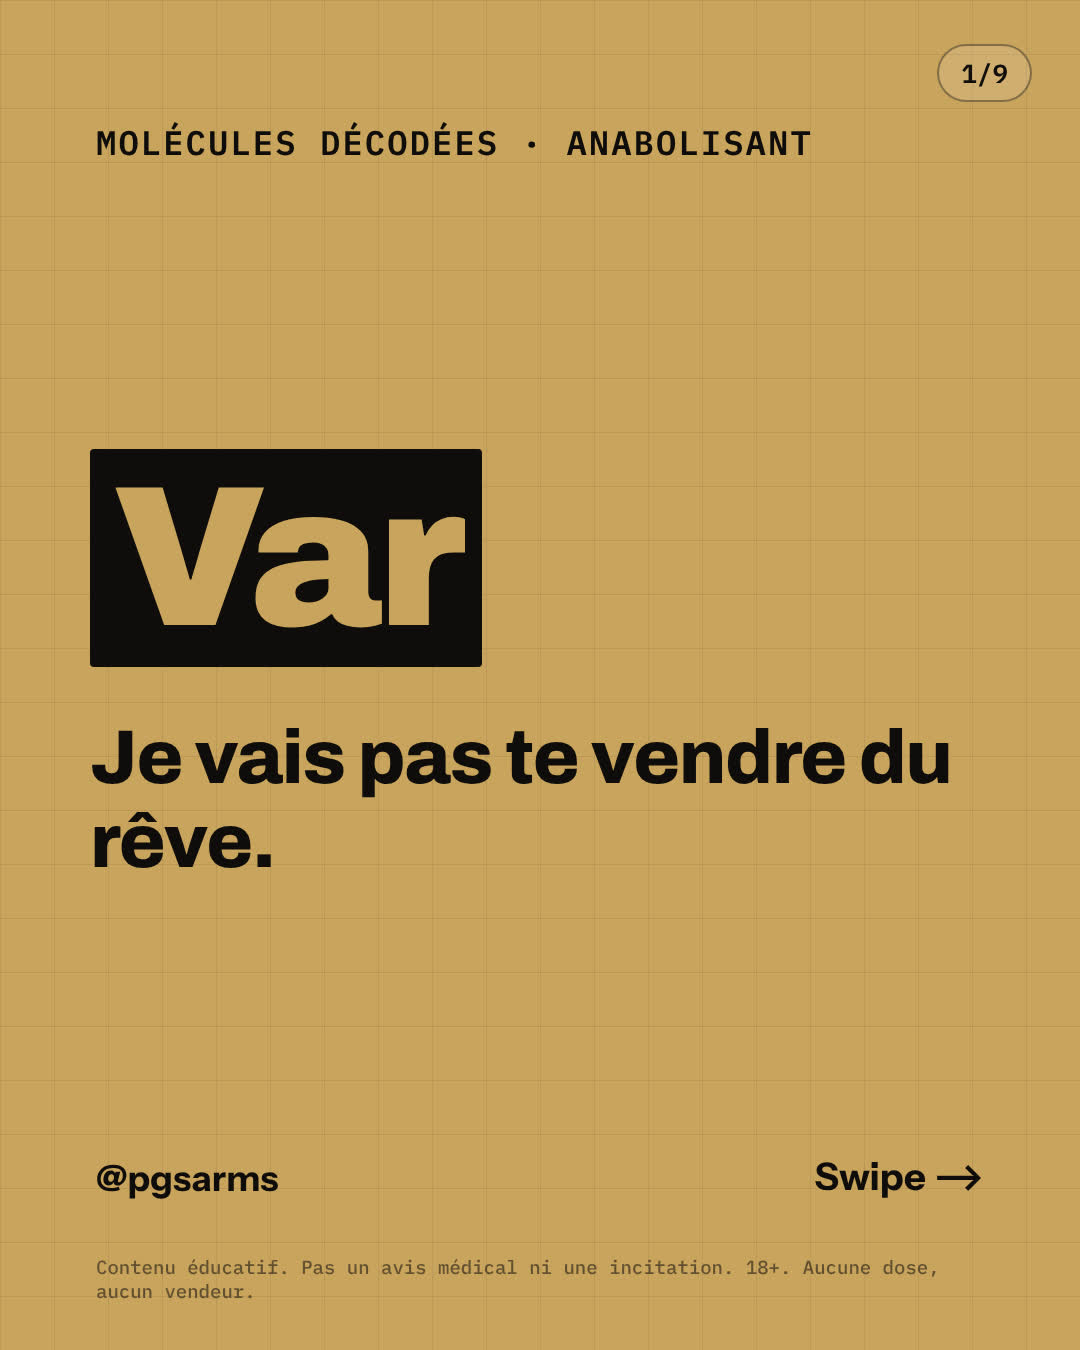 1/9
MOLÉCULES DÉCODÉES · ANABOLISANT
Var
Je vais pas te vendre du
rêve.
@pgsarms
Swipe →
Contenu éducatif. Pas un avis médical ni une incitation. 18+. Aucune dose,
aucun vendeur.